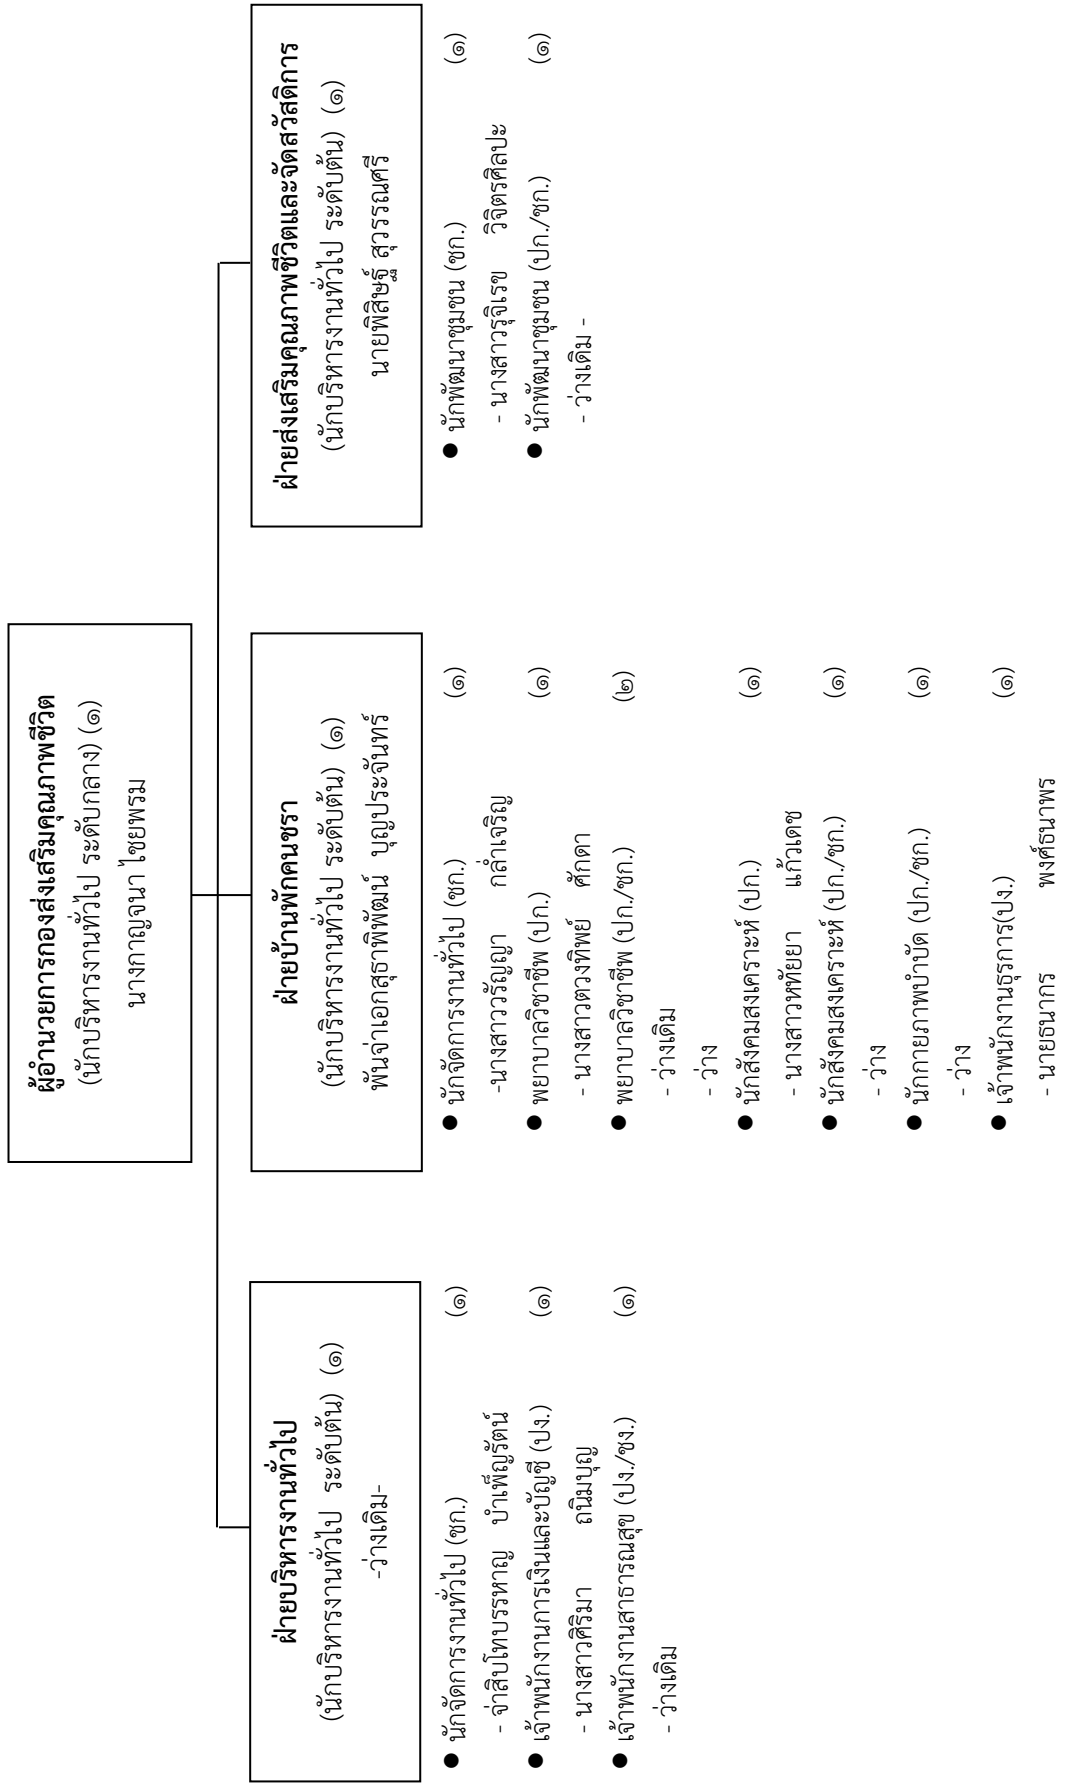 ผู้อำนวยการกองส่งเสริมคุณภาพชีวิต
(นักบริหารงานทั่วไป ระดับกลาง) (๑)
นางกาญจนา ไชยพรม
ฝ่ายบริหารงานทั่วไป
(นักบริหารงานทั่วไป ระดับต้น) (๑)
-ว่างเดิม-
● นักจัดการงานทั่วไป (ชก.) (๑)
- จ่าสิบโทบรรหาญ บำเพ็ญรัตน์
● เจ้าพนักงานการเงินและบัญชี (ปง.) (๑)
- นางสาวศิริมา ถนิมบุญ
● เจ้าพนักงานสาธารณสุข (ปง./ชง.) (๑)
- ว่างเดิม
ฝ่ายบ้านพักคนชรา
(นักบริหารงานทั่วไป ระดับต้น) (๑)
พันจ่าเอกสุธาพิพัฒน์ บุญประจันทร์
● นักจัดการงานทั่วไป (ชก.) (๑)
-นางสาววรัญญา กล่ำเจริญ
● พยาบาลวิชาชีพ (ปก.) (๑)
- นางสาวดวงทิพย์ ศักดา
● พยาบาลวิชาชีพ (ปก./ชก.) (๒)
- ว่างเดิม
- ว่าง
● นักสังคมสงเคราะห์ (ปก.) (๑)
- นางสาวหทัยยา แก้วเดช
● นักสังคมสงเคราะห์ (ปก./ชก.) (๑)
- ว่าง
● นักกายภาพบำบัด (ปก./ชก.) (๑)
- ว่าง
● เจ้าพนักงานธุรการ(ปง.) (๑)
- นายธนากร พงศ์ธนาพร
ฝ่ายส่งเสริมคุณภาพชีวิตและจัดสวัสดิการ
(นักบริหารงานทั่วไป ระดับต้น) (๑)
นายพิสิษฐ์ สุวรรณศรี
● นักพัฒนาชุมชน (ชก.) (๑)
- นางสาวรุจิเรข วิจิตรศิลปะ
● นักพัฒนาชุมชน (ปก./ชก.) (๑)
- ว่างเดิม -